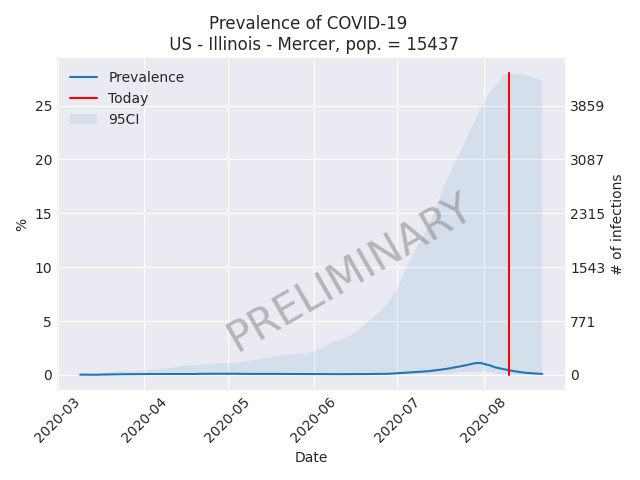 Prevalence of COVID-19
US - Illinois - Mercer, pop. = 15437
Prevalence
Today
95CI
25
20
15
10
5
0
%
3859
3087
2315
1543
771
0
# of infections
PRELIMINARY
2020-03
2020-04
2020-05
2020-06
2020-07
2020-08
Date